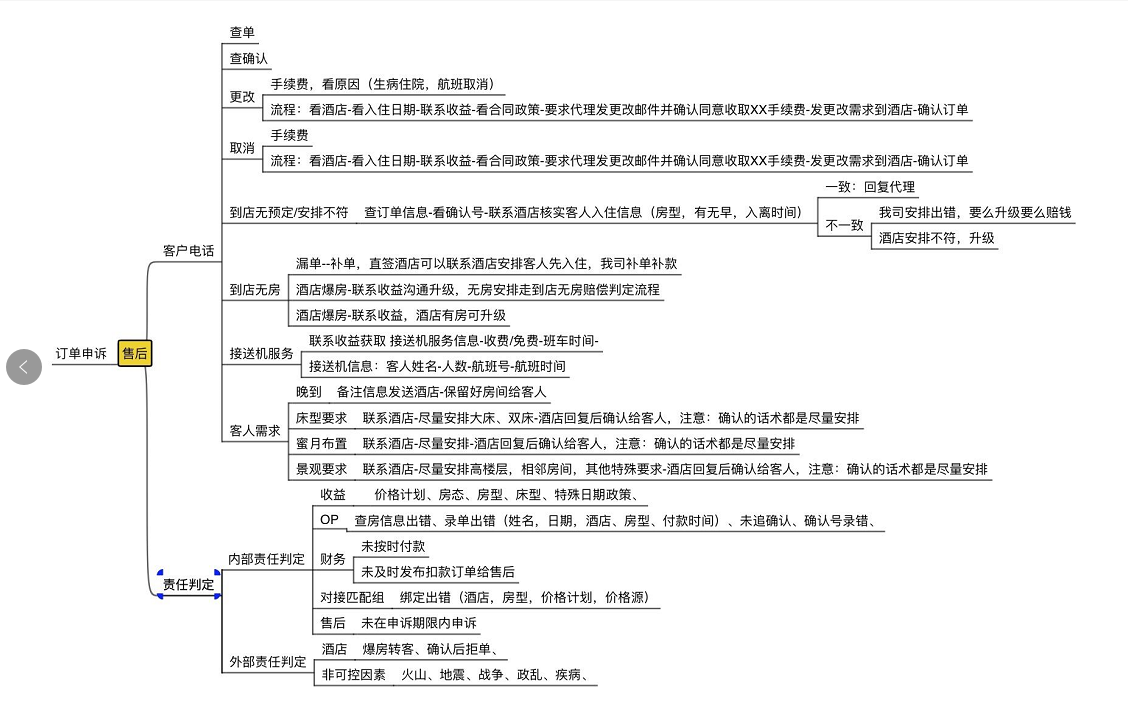 查单
查确认
更改
手续费，看原因（生病住院，航班取消）
流程：看酒店-看入住日期-联系收益-看合同政策-要求代理发更改邮件并确认同意收取XX手续费-发更改需求到酒店-确认订单
取消
手续费
流程：看酒店-看入住日期-联系收益-看合同政策-要求代理发更改邮件并确认同意收取XX手续费-发更改需求到酒店-确认订单
到店无预定/安排不符
查订单信息-看确认号-联系酒店核实客人入住信息（房型，有无早，入离时间）
一致：回复代理
不一致
我司安排出错，要么升级要么赔钱
酒店安排不符，升级
客户电话
到店无房
漏单--补单，直签酒店可以联系酒店安排客人先入住，我司补单补款
酒店爆房-联系收益沟通升级，无房安排走到店无房赔偿判定流程
酒店爆房-联系收益，酒店有房可升级
订单申诉
售后
接送机服务
联系收益获取 接送机服务信息-收费/免费-班车时间-
接送机信息：客人姓名-人数-航班号-航班时间
客人需求
晚到
备注信息发送酒店-保留好房间给客人
床型要求
联系酒店-尽量安排大床、双床-酒店回复后确认给客人，注意：确认的话术都是尽量安排
蜜月布置
联系酒店-尽量安排-酒店回复后确认给客人，注意：确认的话术都是尽量安排
景观要求
联系酒店-尽量安排高楼层，相邻房间，其他特殊要求-酒店回复后确认给客人，注意：确认的话术都是尽量安排
责任判定
内部责任判定
收益
价格计划、房态、房型、床型、特殊日期政策、
OP
查房信息出错、录单出错（姓名，日期，酒店、房型、付款时间）、未追确认、确认号录错、
财务
未按时付款
未及时发布扣款订单给售后
对接匹配组
绑定出错（酒店，房型，价格计划，价格源）
售后
未在申诉期限内申诉
外部责任判定
酒店
爆房转客、确认后拒单、
非可控因素
火山、地震、战争、政乱、疾病、